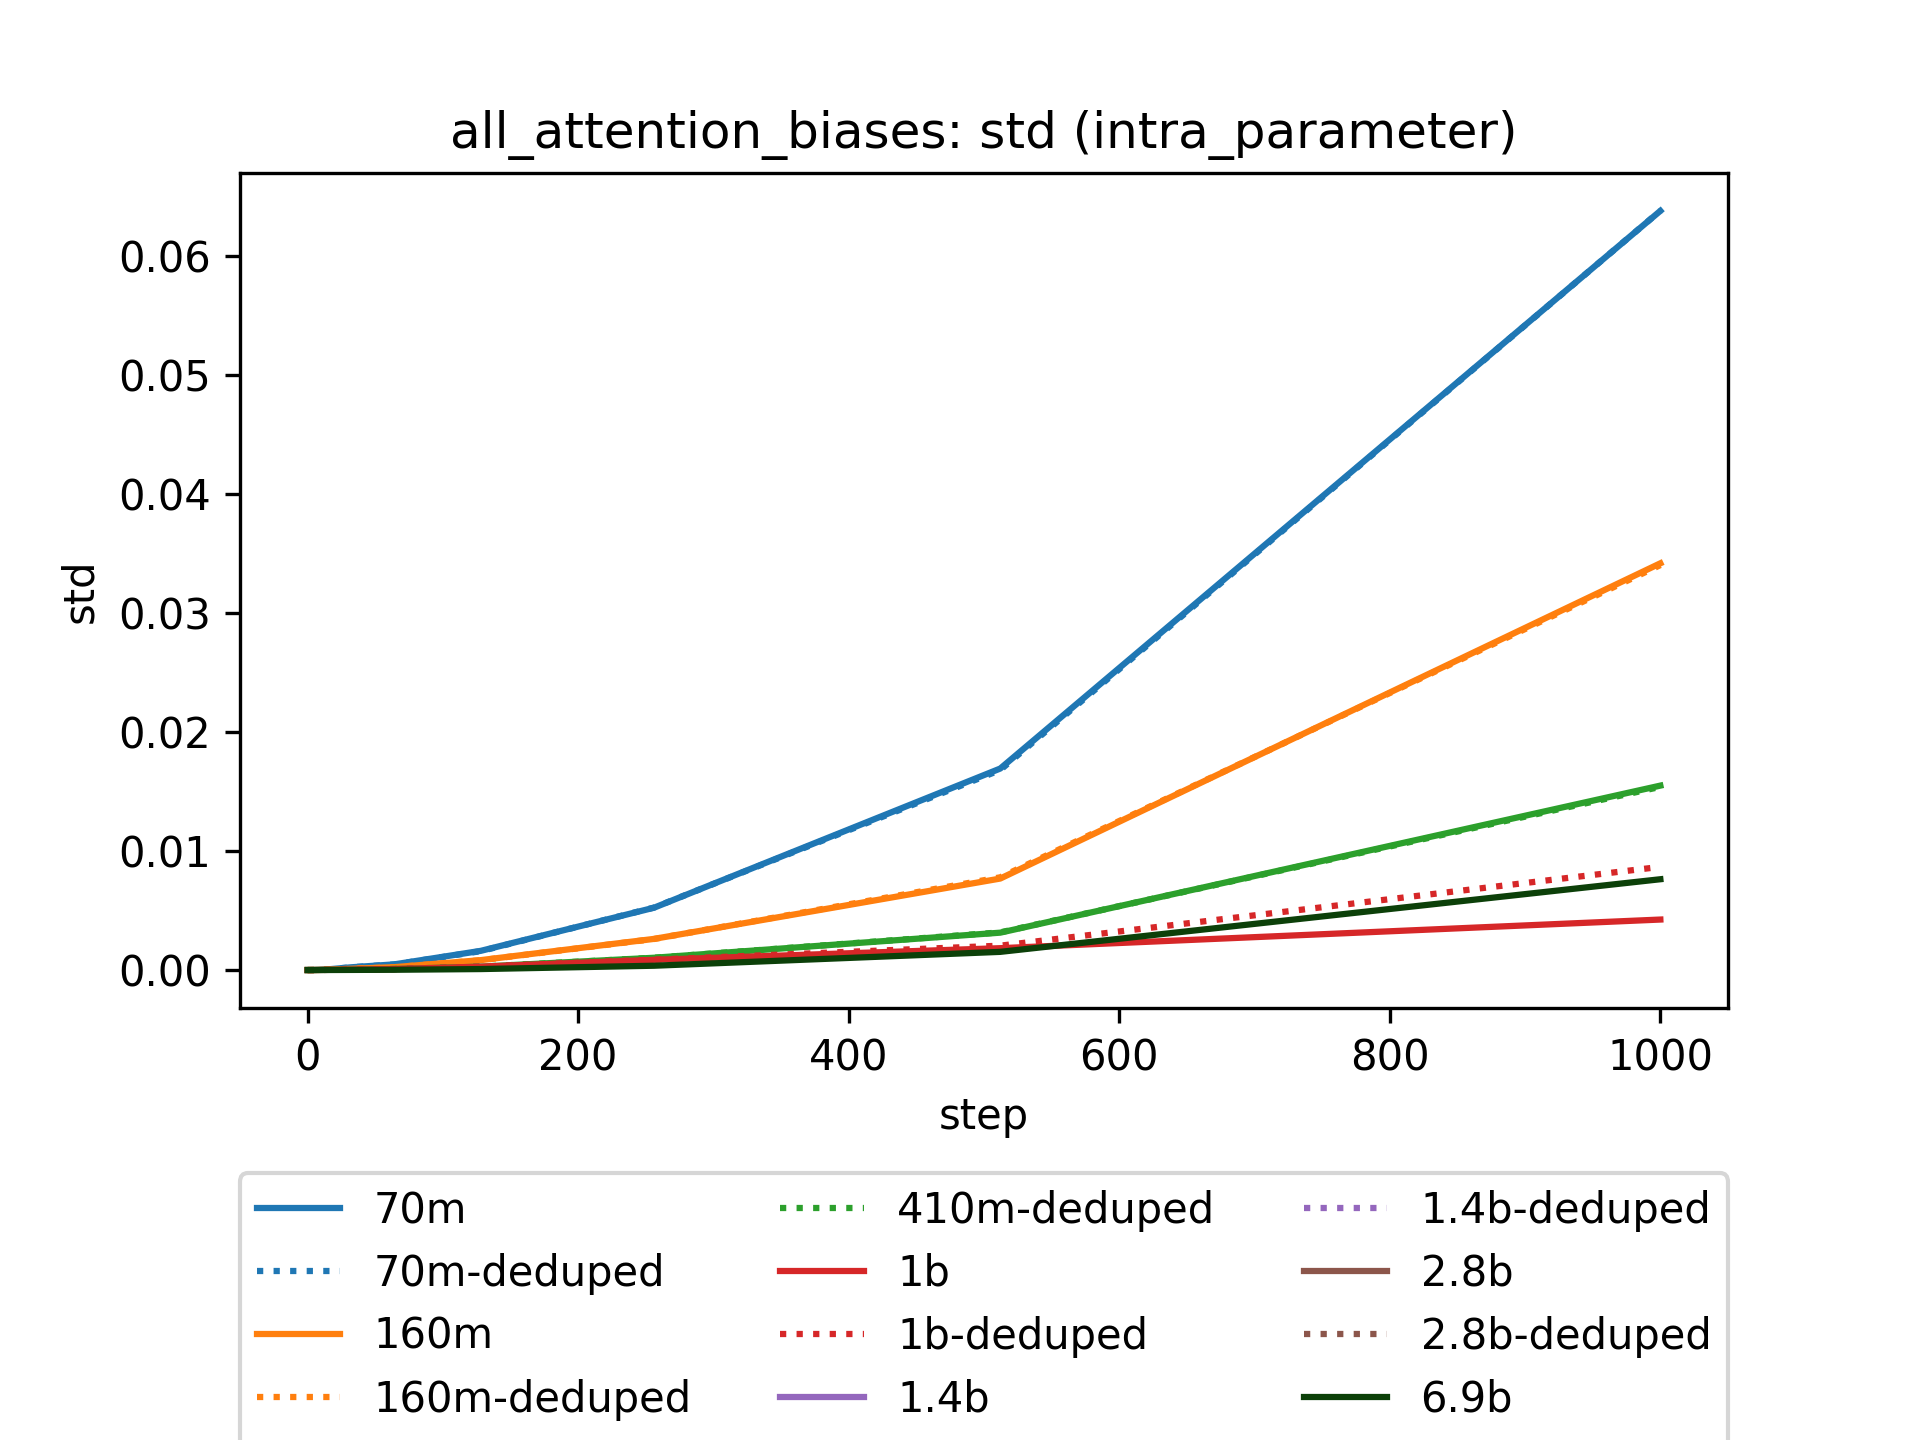 all_attention_biases: std (intra_parameter)
0.06
0.05
0.04
0.03
0.02
0.01
0.00
std
0 200 400 600 800 1000
step
70m
70m-deduped
160m
160m-deduped
410m-deduped
1b
1b-deduped
1.4b
1.4b-deduped
2.8b
2.8b-deduped
6.9b